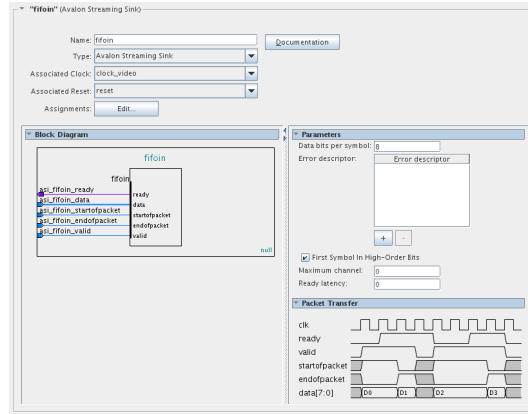 "fifoin" (Avalon Streaming Sink)
Name: fifoin
Documentation
Type: Avalon Streaming Sink
Associated Clock: clock_video
Associated Reset: reset
Assignments: Edit...
Block Diagram
fifoin
fifoin
asi_fifoin_ready
ready
asi_fifoin_data
data
asi_fifoin_startofpacket
startofpacket
asi_fifoin_endofpacket
endofpacket
asi_fifoin_valid
valid
null
Parameters
Data bits per symbol: 8
Error descriptor: Error descriptor
+ -
First Symbol In High-Order Bits
Maximum channel: 0
Ready latency: 0
Packet Transfer
clk
ready
valid
startofpacket
endofpacket
data[7:0] D0 D1 D2 D3